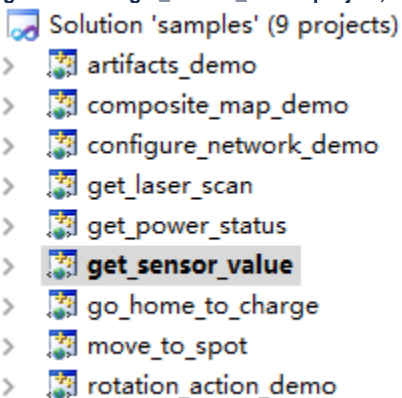 Solution 'samples' (9 projects)
artifacts_demo
composite_map_demo
configure_network_demo
get_laser_scan
get_power_status
get_sensor_value
go_home_to_charge
move_to_spot
rotation_action_demo